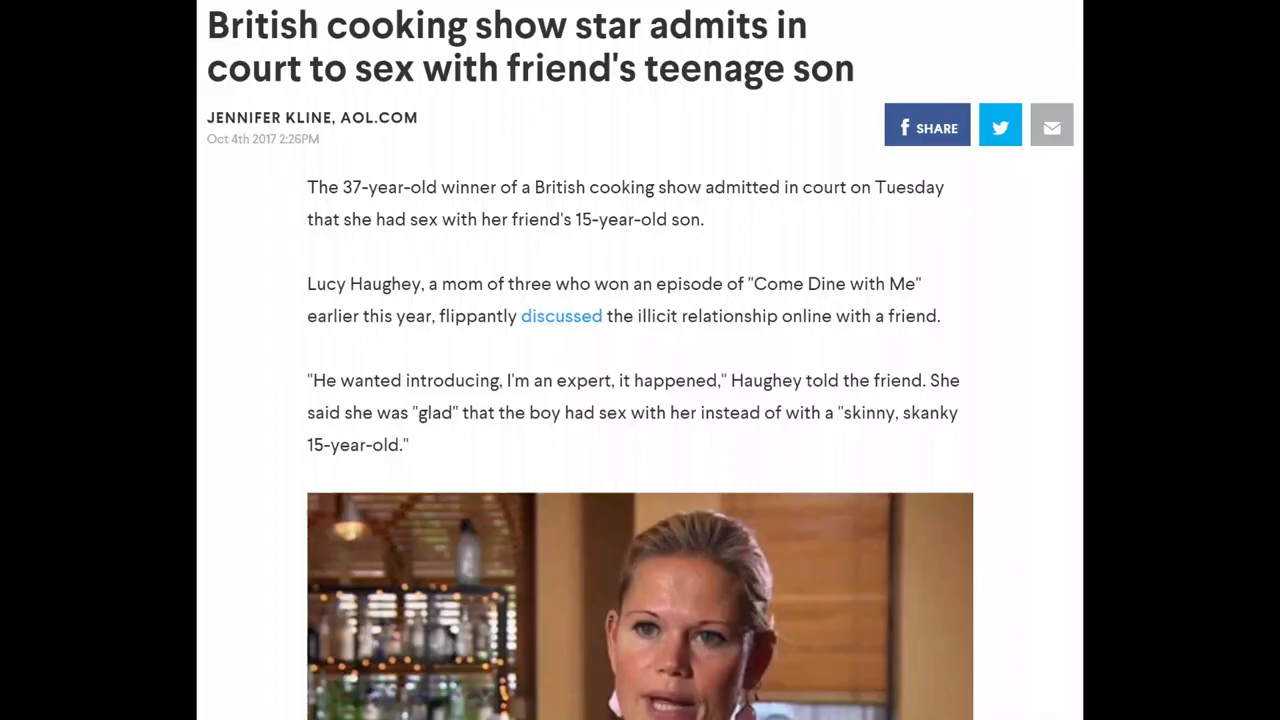 British cooking show star admits in
court to sex with friend's teenage son
JENNIFER KLINE, AOL.COM
Oct 4th 2017 2:26PM
SHARE
The 37-year-old winner of a British cooking show admitted in court on Tuesday
that she had sex with her friend's 15-year-old son.
Lucy Haughey, a mom of three who won an episode of "Come Dine with Me"
earlier this year, flippantly discussed the illicit relationship online with a friend.
"He wanted introducing, I'm an expert, it happened," Haughey told the friend. She
said she was "glad" that the boy had sex with her instead of with a "skinny, skanky
15-year-old."